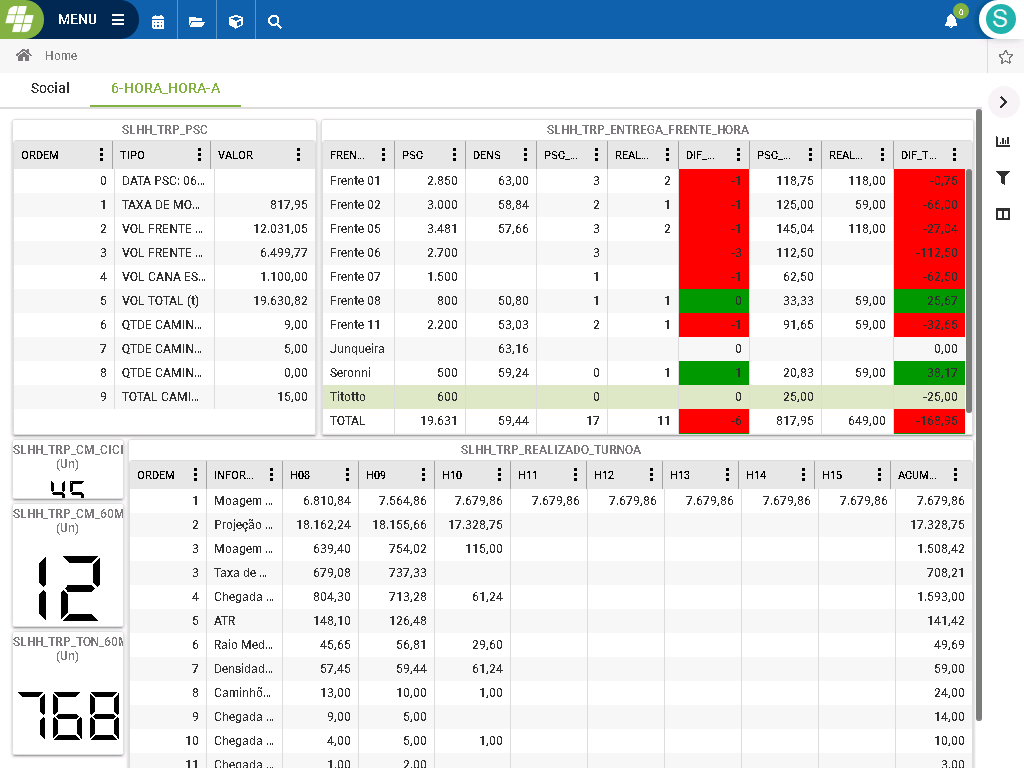 MENU
0
S
Home
Social 6-HORA_HORA-A
SLHH_TRP_PSC
ORDEM TIPO VALOR
0 DATA PSC: 06...
1 TAXA DE MO... 817,95
2 VOL FRENTE ... 12.031,05
3 VOL FRENTE ... 6.499,77
4 VOL CANA ES... 1.100,00
5 VOL TOTAL (t) 19.630,82
6 QTDE CAMIN... 9,00
7 QTDE CAMIN... 5,00
8 QTDE CAMIN... 0,00
9 TOTAL CAMI... 15,00
SLHH_TRP_ENTREGA_FRENTE_HORA
FREN... PSC DENS PSC_... REAL... DIF_... PSC_... REAL... DIF_T...
Frente 01 2.850 63,00 3 2 -1 118,75 118,00 -0,75
Frente 02 3.000 58,84 2 1 -1 125,00 59,00 -66,00
Frente 05 3.481 57,66 3 2 -1 145,04 118,00 -27,04
Frente 06 2.700 3 -3 112,50 -112,50
Frente 07 1.500 1 -1 62,50 -62,50
Frente 08 800 50,80 1 1 0 33,33 59,00 25,67
Frente 11 2.200 53,03 2 1 -1 91,65 59,00 -32,65
Junqueira 63,16 0 0,00
Seronni 500 59,24 0 1 1 20,83 59,00 38,17
Titotto 600 0 0 25,00 -25,00
TOTAL 19.631 59,44 17 11 -6 817,95 649,00 -168,95
SLHH_TRP_CM_CICI
(Un)
45
SLHH_TRP_CM_60M
(Un)
12
SLHH_TRP_TON_60M
(Un)
768
SLHH_TRP_REALIZADO_TURNOA
ORDEM INFOR... H08 H09 H10 H11 H12 H13 H14 H15 ACUM...
1 Moagem ... 6.810,84 7.564,86 7.679,86 7.679,86 7.679,86 7.679,86 7.679,86 7.679,86 7.679,86
2 Projeção ... 18.162,24 18.155,66 17.328,75 17.328,75
3 Moagem ... 639,40 754,02 115,00 1.508,42
3 Taxa de ... 679,08 737,33 708,21
4 Chegada ... 804,30 713,28 61,24 1.593,00
5 ATR 148,10 126,48 141,42
6 Raio Med... 45,65 56,81 29,60 49,69
7 Densidad... 57,45 59,44 61,24 59,00
8 Caminhõ... 13,00 10,00 1,00 24,00
9 Chegada ... 9,00 5,00 14,00
10 Chegada ... 4,00 5,00 1,00 10,00
11 Chegada ... 1,00 2,00 3,00